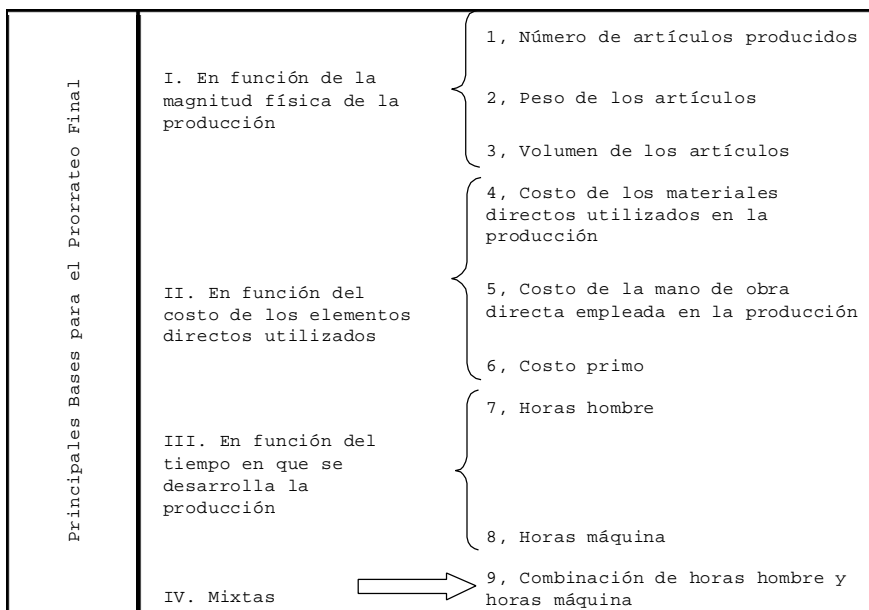 Principales Bases para el Prorrateo Final
I. En función de la
magnitud física de la
producción
1, Número de artículos producidos
2, Peso de los artículos
3, Volumen de los artículos
II. En función del
costo de los elementos
directos utilizados
4, Costo de los materiales
directos utilizados en la
producción
5, Costo de la mano de obra
directa empleada en la producción
6, Costo primo
III. En función del
tiempo en que se
desarrolla la
producción
7, Horas hombre
8, Horas máquina
IV. Mixtas
9, Combinación de horas hombre y
horas máquina